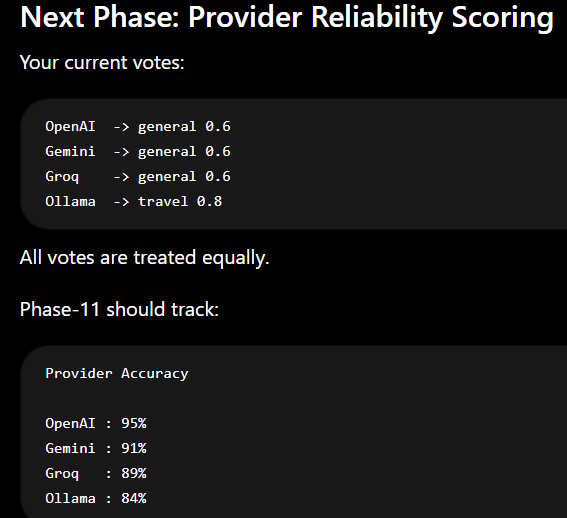 Next Phase: Provider Reliability Scoring
Your current votes:
OpenAI  -> general 0.6
Gemini  -> general 0.6
Groq    -> general 0.6
Ollama  -> travel 0.8
All votes are treated equally.
Phase-11 should track:
Provider Accuracy
OpenAI : 95%
Gemini : 91%
Groq   : 89%
Ollama : 84%